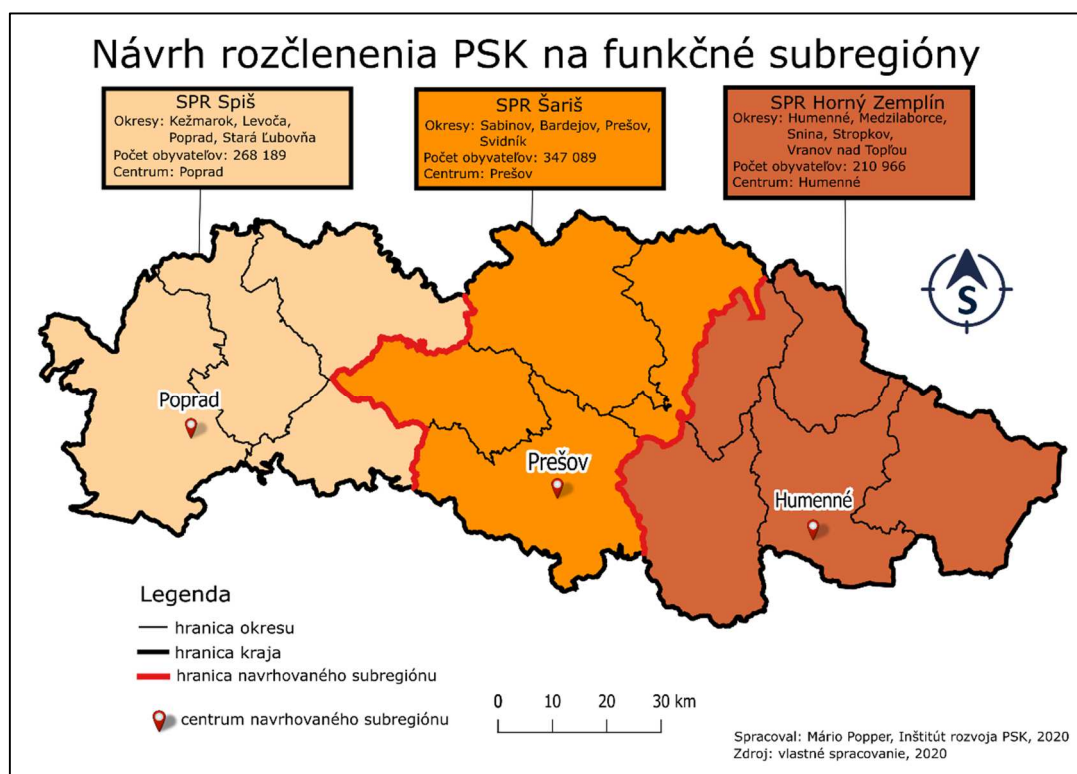 Návrh rozčlenenia PSK na funkčné subregióny
SPR Spiš
Okresy: Kežmarok, Levoča,
Poprad, Stará Ľubovňa
Počet obyvateľov: 268 189
Centrum: Poprad
SPR Šariš
Okresy: Sabinov, Bardejov, Prešov,
Svidník
Počet obyvateľov: 347 089
Centrum: Prešov
SPR Horný Zemplín
Okresy: Humenné, Medzilaborce,
Snina, Stropkov,
Vranov nad Topľou
Počet obyvateľov: 210 966
Centrum: Humenné
S
Poprad
Prešov
Humenné
Legenda
hranica okresu
hranica kraja
hranica navrhovaného subregiónu
centrum navrhovaného subregiónu
0 10 20 30 km
Spracoval: Mário Popper, Inštitút rozvoja PSK, 2020
Zdroj: vlastné spracovanie, 2020